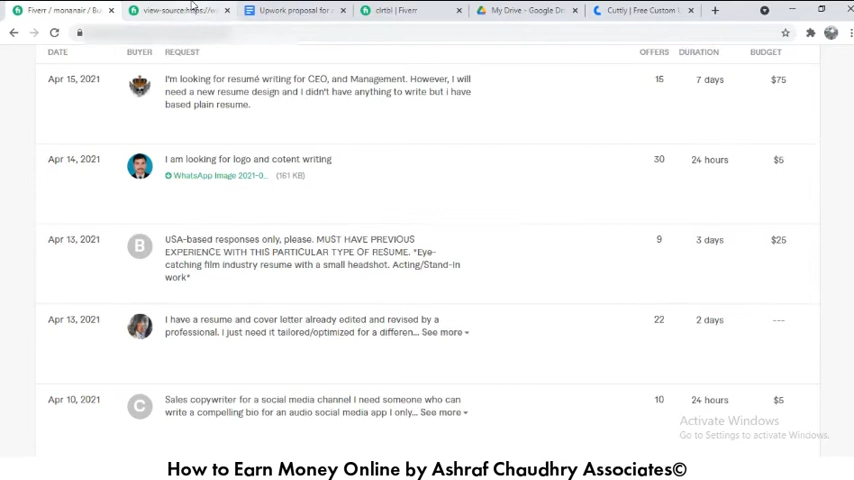 Fiverr / monanair / Bu
view-source:https://w
Upwork proposal for
clrtbl | Fiverr
My Drive - Google Dr
Cuttly | Free Custom
DATE BUYER REQUEST OFFERS DURATION BUDGET
Apr 15, 2021 I'm looking for resumé writing for CEO, and Management. However, I will 15 7 days $75
need a new resume design and I didn't have anything to write but i have
based plain resume.
Apr 14, 2021 I am looking for logo and cotent writing 30 24 hours $5
WhatsApp Image 2021-0... (161 KB)
Apr 13, 2021 B USA-based responses only, please. MUST HAVE PREVIOUS 9 3 days $25
EXPERIENCE WITH THIS PARTICULAR TYPE OF RESUME. *Eye-
catching film industry resume with a small headshot. Acting/Stand-In
work*
Apr 13, 2021 I have a resume and cover letter already edited and revised by a 22 2 days ---
professional. I just need it tailored/optimized for a differen... See more
Apr 10, 2021 C Sales copywriter for a social media channel I need someone who can 10 24 hours $5
write a compelling bio for an audio social media app I only... See more
Activate Windows
Go to Settings to activate Windows.
How to Earn Money Online by Ashraf Chaudhry Associates©